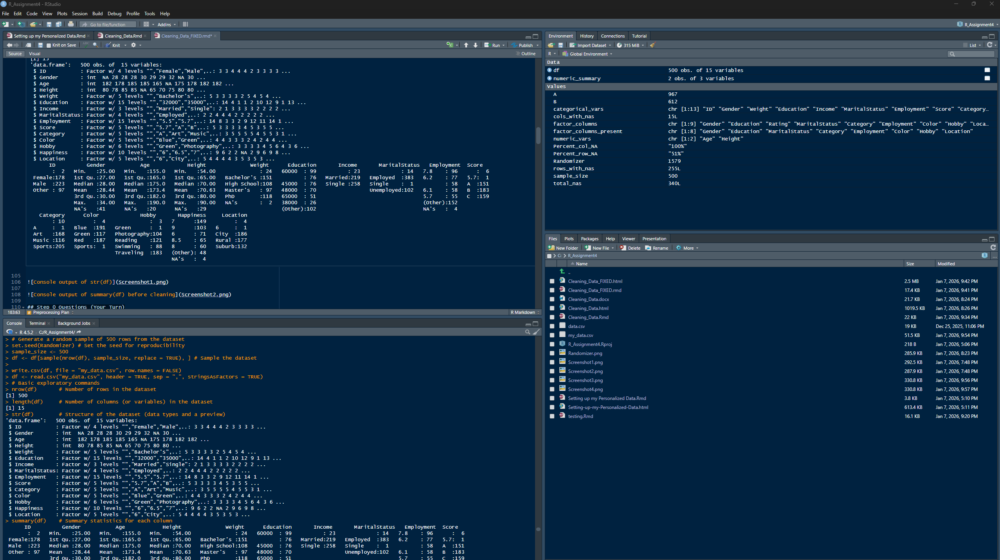 R_Assignment4 - RStudio
File Edit Code View Plots Session Build Debug Profile Tools Help
Go to file/function Addins R_Assignment4
Setting up my Personalized Data.Rmd Cleaning_Data.Rmd Cleaning_Data_FIXED.rmd*
Knit on Save Knit Run Publish
Source Visual Outline
[1] 15
'data.frame':   500 obs. of  15 variables:
$ ID           : Factor w/ 4 levels "","Female","Male",..: 3 3 4 4 4 2 3 3 3 3 ...
$ Gender       : int  NA 28 28 28 30 29 29 32 NA 30 ...
$ Age          : int  182 178 185 185 165 NA 175 178 182 182 ...
$ Height       : int  80 78 85 85 NA 65 70 75 80 80 ...
$ Weight       : Factor w/ 5 levels "","Bachelor's",..: 5 3 3 3 3 2 5 4 5 4 ...
$ Education    : Factor w/ 15 levels "","32000","35000",..: 14 4 1 1 2 10 12 9 1 13 ...
$ Income       : Factor w/ 3 levels "","Married","Single": 2 1 3 3 3 3 2 2 2 2 ...
$ MaritalStatus: Factor w/ 4 levels "","Employed",..: 2 2 4 4 4 2 2 2 2 2 ...
$ Employment   : Factor w/ 15 levels "","5.5","5.7",..: 14 8 3 3 2 9 12 11 14 1 ...
$ Score        : Factor w/ 5 levels "","5.7","A","B",..: 5 3 3 3 3 4 5 3 5 5 ...
$ Category     : Factor w/ 5 levels "","A","Art","Music",..: 3 5 5 5 5 4 5 5 3 1 ...
$ Color        : Factor w/ 5 levels "","Blue","Green",..: 4 4 3 3 3 2 4 2 4 4 ...
$ Hobby        : Factor w/ 6 levels "","Green","Photography",..: 3 3 3 3 4 5 6 4 3 6 ...
$ Happiness    : Factor w/ 10 levels "","6","6.5","7",..: 9 6 2 2 NA 2 9 6 9 8 ...
$ Location     : Factor w/ 5 levels "","6","City",..: 5 4 4 4 4 3 5 3 5 3 ...
ID Gender Age Height Weight Education Income MaritalStatus Employment Score
: 2 Min. :25.00 Min. :155.0 Min. :54.00 : 24 60000 : 99 : 23 : 14 7.8 : 96 : 6
Female:178 1st Qu.:27.00 1st Qu.:165.0 1st Qu.:65.00 Bachelor's :151 : 76 Married:219 Employed :383 6.2 : 77 5.7: 1
Male :223 Median :28.00 Median :175.0 Median :70.00 High School:108 45000 : 76 Single :258 Single : 1 : 58 A :151
Other : 97 Mean :28.44 Mean :173.4 Mean :70.63 Master's : 97 48000 : 70 Unemployed:102 6.1 : 58 B :183
3rd Qu.:30.00 3rd Qu.:182.0 3rd Qu.:80.00 PhD :118 65000 : 51 5.7 : 55 C :159
Max. :34.00 Max. :190.0 Max. :90.00 NA's : 2 38000 : 26 (Other):152
NA's :41 NA's :20 NA's :29 (Other):102 NA's : 4
Category Color Hobby Happiness Location
: 10 : 4 : 3 7 :149 : 4
A : 1 Blue :191 Green : 1 9 :103 6 : 1
Art :168 Green :117 Photography:104 6 : 71 City :186
Music :116 Red :187 Reading :121 8.5 : 65 Rural :177
Sports:205 Sports: 1 Swimming : 88 8 : 60 Suburb:132
Traveling :183 (Other): 48
NA's : 4
105
106 ![Console output of str(df)](Screenshot1.png)
107
108 ![Console output of summary(df) before cleaning](Screenshot2.png)
109
110 ## Step 0 Questions (Your Turn)
183:63 Preprocessing Plan R Markdown
Console Terminal Background Jobs
R 4.5.2 . C:/R_Assignment4/
> # Generate a random sample of 500 rows from the dataset
> set.seed(Randomizer) # Set the seed for reproducibility
> sample_size <- 500
> df <- df[sample(nrow(df), sample_size, replace = TRUE), ] # Sample the dataset
>
> write.csv(df, file = "my_data.csv", row.names = FALSE)
> df <- read.csv("my_data.csv", header = TRUE, sep = ",", stringsAsFactors = TRUE)
> # Basic exploratory commands
> nrow(df)       # Number of rows in the dataset
[1] 500
> length(df)     # Number of columns (or variables) in the dataset
[1] 15
> str(df)        # Structure of the dataset (data types and a preview)
'data.frame':   500 obs. of  15 variables:
$ ID           : Factor w/ 4 levels "","Female","Male",..: 3 3 4 4 4 2 3 3 3 3 ...
$ Gender       : int  NA 28 28 28 30 29 29 32 NA 30 ...
$ Age          : int  182 178 185 185 165 NA 175 178 182 182 ...
$ Height       : int  80 78 85 85 NA 65 70 75 80 80 ...
$ Weight       : Factor w/ 5 levels "","Bachelor's",..: 5 3 3 3 3 2 5 4 5 4 ...
$ Education    : Factor w/ 15 levels "","32000","35000",..: 14 4 1 1 2 10 12 9 1 13 ...
$ Income       : Factor w/ 3 levels "","Married","Single": 2 1 3 3 3 3 2 2 2 2 ...
$ MaritalStatus: Factor w/ 4 levels "","Employed",..: 2 2 4 4 4 2 2 2 2 2 ...
$ Employment   : Factor w/ 15 levels "","5.5","5.7",..: 14 8 3 3 2 9 12 11 14 1 ...
$ Score        : Factor w/ 5 levels "","5.7","A","B",..: 5 3 3 3 3 4 5 3 5 5 ...
$ Category     : Factor w/ 5 levels "","A","Art","Music",..: 3 5 5 5 5 4 5 5 3 1 ...
$ Color        : Factor w/ 5 levels "","Blue","Green",..: 4 4 3 3 3 2 4 2 4 4 ...
$ Hobby        : Factor w/ 6 levels "","Green","Photography",..: 3 3 3 3 4 5 6 4 3 6 ...
$ Happiness    : Factor w/ 10 levels "","6","6.5","7",..: 9 6 2 2 NA 2 9 6 9 8 ...
$ Location     : Factor w/ 5 levels "","6","City",..: 5 4 4 4 4 3 5 3 5 3 ...
> summary(df)    # Summary statistics for each column
ID Gender Age Height Weight Education Income MaritalStatus Employment Score
: 2 Min. :25.00 Min. :155.0 Min. :54.00 : 24 60000 : 99 : 23 : 14 7.8 : 96 : 6
Female:178 1st Qu.:27.00 1st Qu.:165.0 1st Qu.:65.00 Bachelor's :151 : 76 Married:219 Employed :383 6.2 : 77 5.7: 1
Male :223 Median :28.00 Median :175.0 Median :70.00 High School:108 45000 : 76 Single :258 Single : 1 : 58 A :151
Other : 97 Mean :28.44 Mean :173.4 Mean :70.63 Master's : 97 48000 : 70 Unemployed:102 6.1 : 58 B :183
3rd Qu.:30.00 3rd Qu.:182.0 3rd Qu.:80.00 PhD :118 65000 : 51 5.7 : 55 C :159
Environment History Connections Tutorial
Import Dataset 315 MiB List
R Global Environment
Data
df 500 obs. of 15 variables
numeric_summary 2 obs. of 3 variables
Values
A 967
B 612
categorical_vars chr [1:13] "ID" "Gender" "Weight" "Education" "Income" "MaritalStatus" "Employment" "Score" "Category…
cols_with_nas 15L
factor_columns chr [1:9] "Gender" "Education" "Rating" "MaritalStatus" "Category" "Employment" "Color" "Hobby" "Loca…
factor_columns_present chr [1:8] "Gender" "Education" "MaritalStatus" "Category" "Employment" "Color" "Hobby" "Location"
numeric_vars chr [1:2] "Age" "Height"
Percent_col_NA "100%"
Percent_row_NA "51%"
Randomizer 1579
rows_with_nas 255L
sample_size 500
total_nas 340L
Files Plots Packages Help Viewer Presentation
New Folder New File Delete Rename More
C: R_Assignment4 ...
Name Size Modified
..
Cleaning_Data_FIXED.html 2.5 MB Jan 7, 2026, 9:42 PM
Cleaning_Data_FIXED.rmd 17.4 KB Jan 7, 2026, 9:41 PM
Cleaning_Data.docx 21.7 KB Jan 7, 2026, 8:24 PM
Cleaning_Data.html 1019.5 KB Jan 7, 2026, 8:26 PM
Cleaning_Data.Rmd 22 KB Jan 7, 2026, 9:34 PM
data.csv 19 KB Dec 25, 2025, 11:06 PM
my_data.csv 51.5 KB Jan 7, 2026, 9:54 PM
R_Assignment4.Rproj 218 B Jan 7, 2026, 5:06 PM
Randomizer.png 285.9 KB Jan 7, 2026, 8:23 PM
Screenshot1.png 292.5 KB Jan 7, 2026, 7:48 PM
Screenshot2.png 287.9 KB Jan 7, 2026, 7:48 PM
Screenshot3.png 330.8 KB Jan 7, 2026, 9:56 PM
Screenshot4.png 330.8 KB Jan 7, 2026, 9:57 PM
Setting up my Personalized Data.Rmd 3.8 KB Jan 7, 2026, 5:10 PM
Setting-up-my-Personalized-Data.html 613.4 KB Jan 7, 2026, 5:11 PM
testing.Rmd 16.1 KB Jan 7, 2026, 9:20 PM